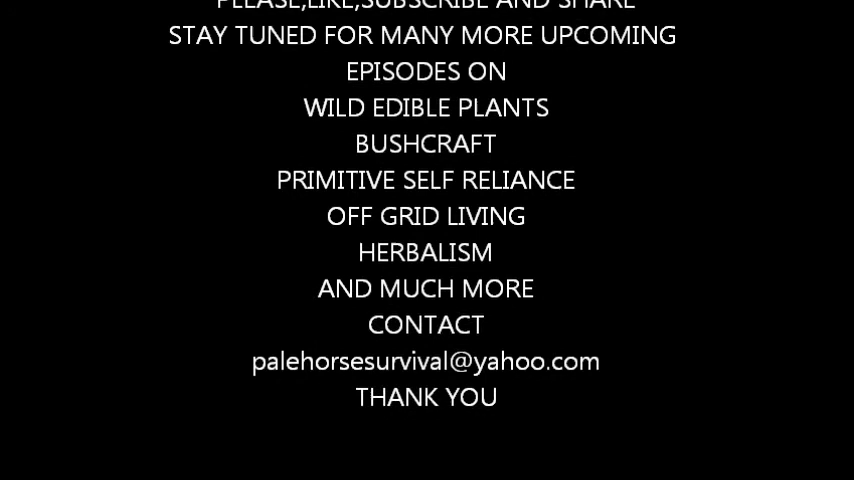 PLEASE,LIKE,SUBSCRIBE AND SHARE
STAY TUNED FOR MANY MORE UPCOMING
EPISODES ON
WILD EDIBLE PLANTS
BUSHCRAFT
PRIMITIVE SELF RELIANCE
OFF GRID LIVING
HERBALISM
AND MUCH MORE
CONTACT
palehorsesurvival@yahoo.com
THANK YOU